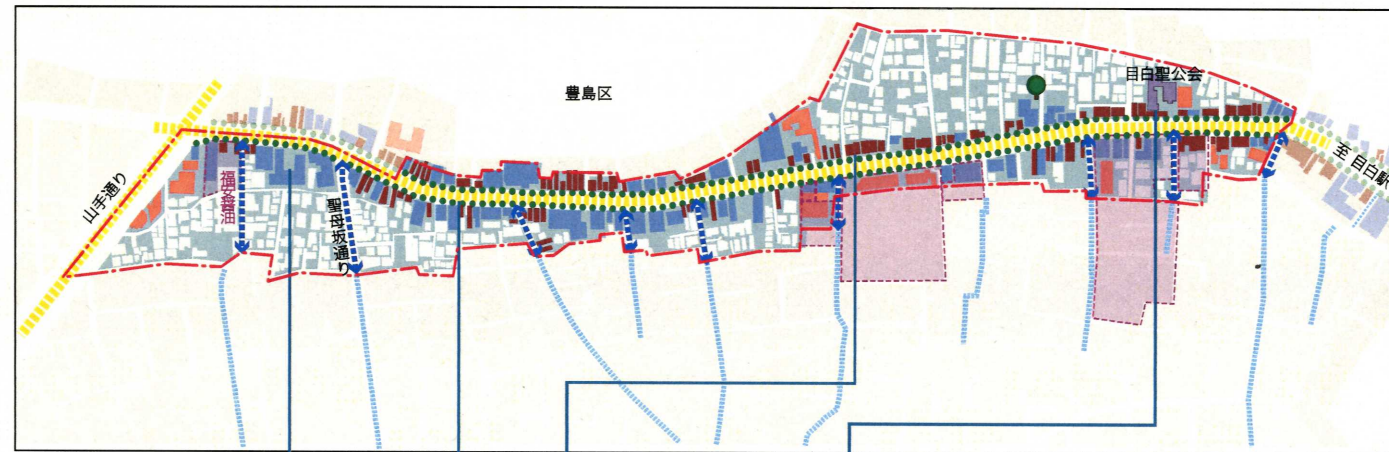 豊島区
目白聖公会
至 目白駅
山手通り
福室醤油
聖母坂通り